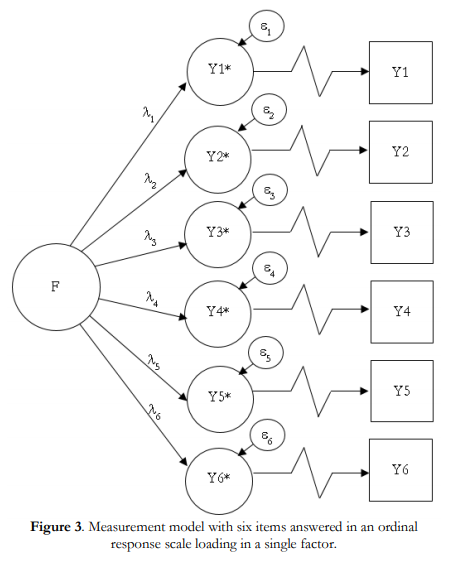 ε1
Y1*
Y1
λ1
ε2
Y2*
Y2
λ2
ε3
Y3*
Y3
λ3
F
ε4
Y4*
Y4
λ4
ε5
Y5*
Y5
λ5
ε6
Y6*
Y6
λ6
Figure 3. Measurement model with six items answered in an ordinal
response scale loading in a single factor.